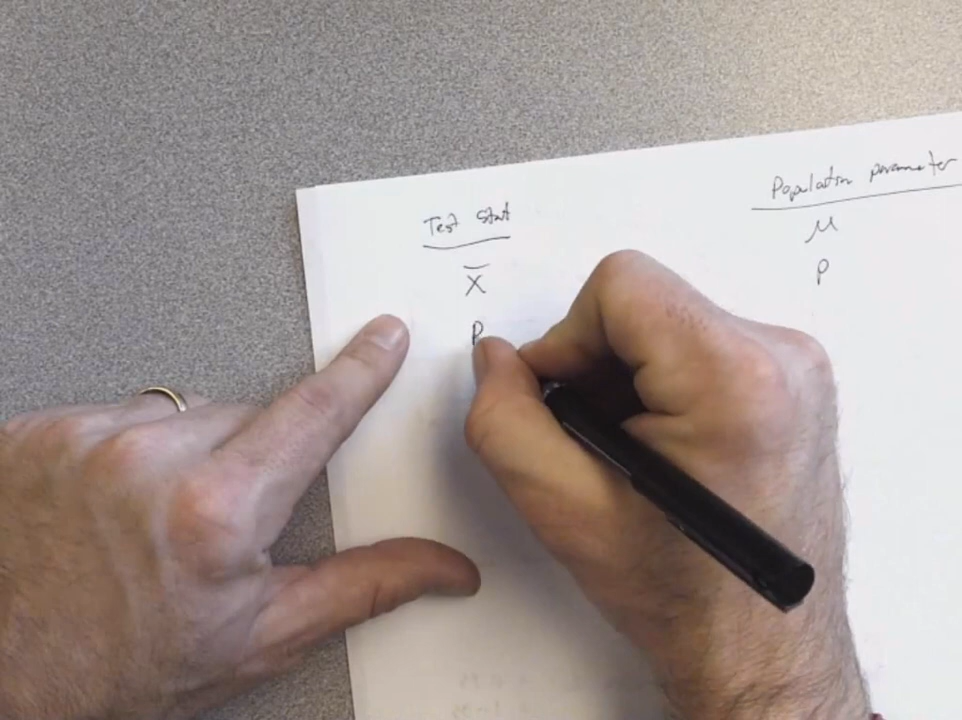 Test Stat
Population parameter
x̄
μ
P
P